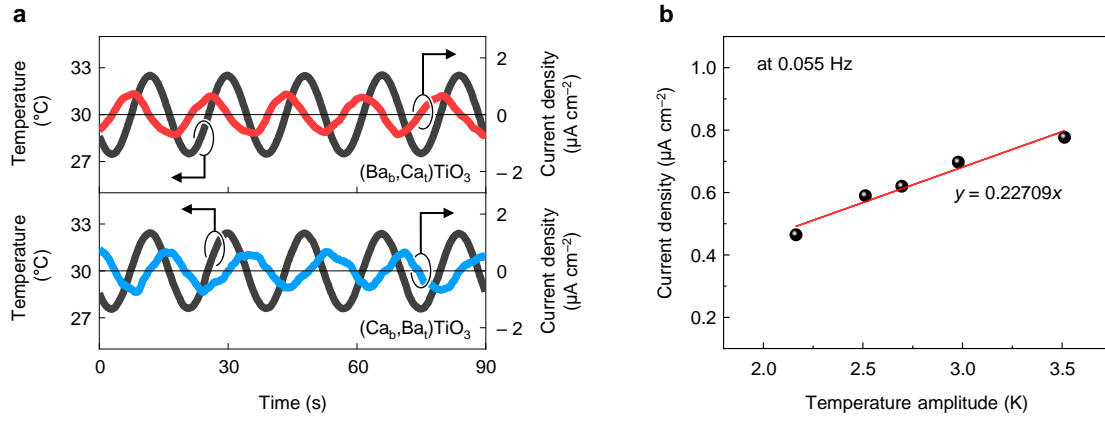 a
Temperature
(°C)
33
30
27
2
0
– 2
Current density
(μA cm⁻²)
(Ba_b,Ca_t)TiO₃
Temperature
(°C)
33
30
27
2
0
– 2
Current density
(μA cm⁻²)
(Ca_b,Ba_t)TiO₃
0
30
60
90
Time (s)
b
at 0.055 Hz
Current density (μA cm⁻²)
1.0
0.8
0.6
0.4
0.2
y = 0.22709x
2.0
2.5
3.0
3.5
Temperature amplitude (K)